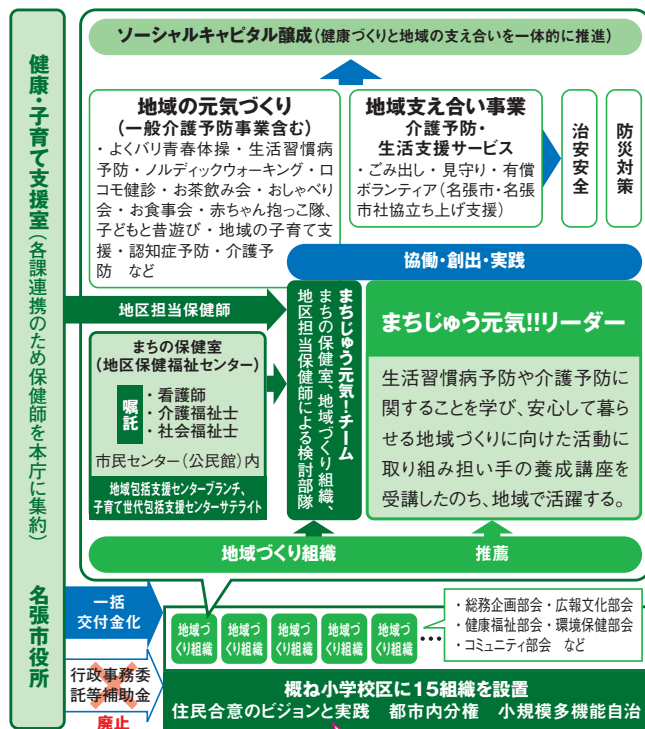 ソーシャルキャピタル醸成(健康づくりと地域の支え合いを一体的に推進)
健康・子育て支援室(各課連携のため保健師を本庁に集約)
名張市役所
地域の元気づくり
(一般介護予防事業含む)
・よくバリ青春体操・生活習慣病
予防・ノルディックウォーキング・ロ
コモ健診・お茶飲み会・おしゃべり
会・お食事会・赤ちゃん抱っこ隊、
子どもと昔遊び・地域の子育て支
援・認知症予防・介護予
防 など
地域支え合い事業
介護予防・
生活支援サービス
・ごみ出し・見守り・有償
ボランティア(名張市・名張
市社協立ち上げ支援)
治安安全
防災対策
協働・創出・実践
地区担当保健師
まちの保健室
(地区保健福祉センター)
嘱託
・看護師
・介護福祉士
・社会福祉士
市民センター(公民館)内
地域包括支援センターブランチ、
子育て世代包括支援センターサテライト
まちじゅう元気!チーム
まちの保健室、地域づくり組織、
地区担当保健師による検討部隊
まちじゅう元気!!リーダー
生活習慣病予防や介護予防に
関することを学び、安心して暮ら
せる地域づくりに向けた活動に
取り組み担い手の養成講座を
受講したのち、地域で活躍する。
地域づくり組織
推薦
一括
交付金化
行政事務委
託等補助金
廃止
地域づ
くり組織
地域づ
くり組織
地域づ
くり組織
地域づ
くり組織
地域づ
くり組織
…
・総務企画部会・広報文化部会
・健康福祉部会・環境保健部会
・コミュニティ部会 など
概ね小学校区に15組織を設置
住民合意のビジョンと実践 都市内分権 小規模多機能自治